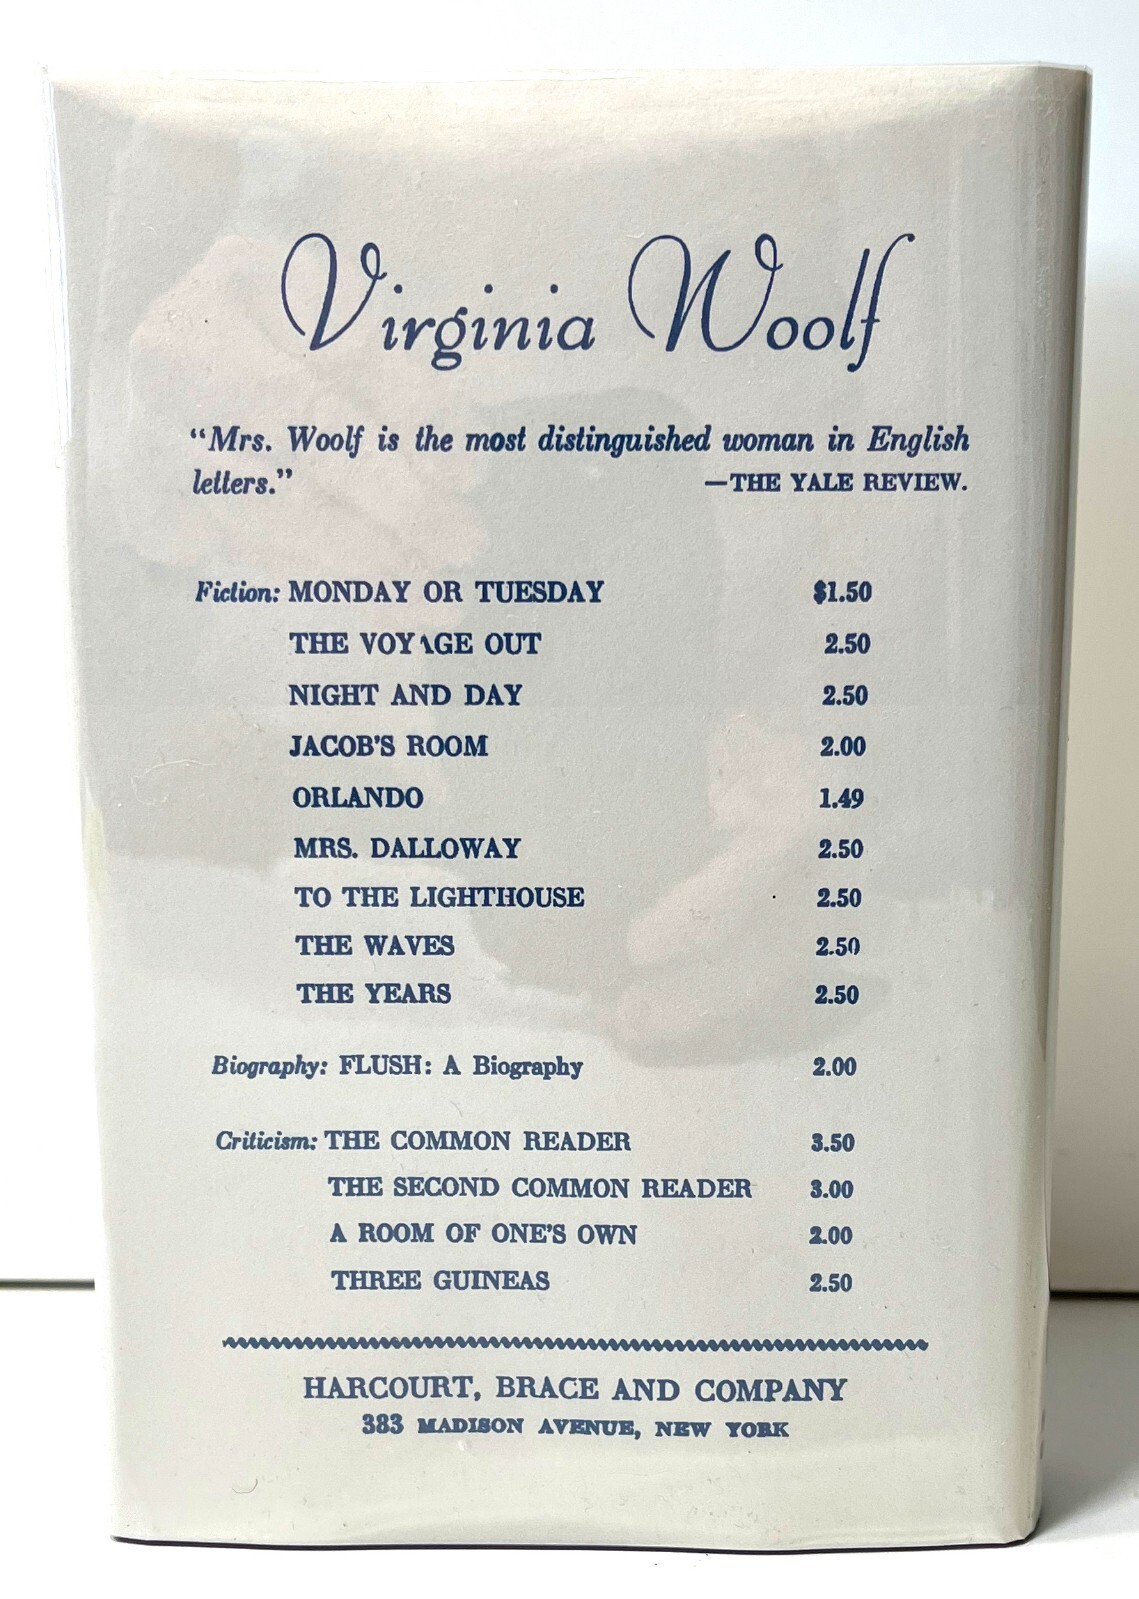 Virginia Woolf
"Mrs. Woolf is the most distinguished woman in English
letters." —THE YALE REVIEW.
Fiction: MONDAY OR TUESDAY $1.50
THE VOYAGE OUT 2.50
NIGHT AND DAY 2.50
JACOB'S ROOM 2.00
ORLANDO 1.49
MRS. DALLOWAY 2.50
TO THE LIGHTHOUSE 2.50
THE WAVES 2.50
THE YEARS 2.50
Biography: FLUSH: A Biography 2.00
Criticism: THE COMMON READER 3.50
THE SECOND COMMON READER 3.00
A ROOM OF ONE'S OWN 2.00
THREE GUINEAS 2.50
HARCOURT, BRACE AND COMPANY
383 MADISON AVENUE, NEW YORK